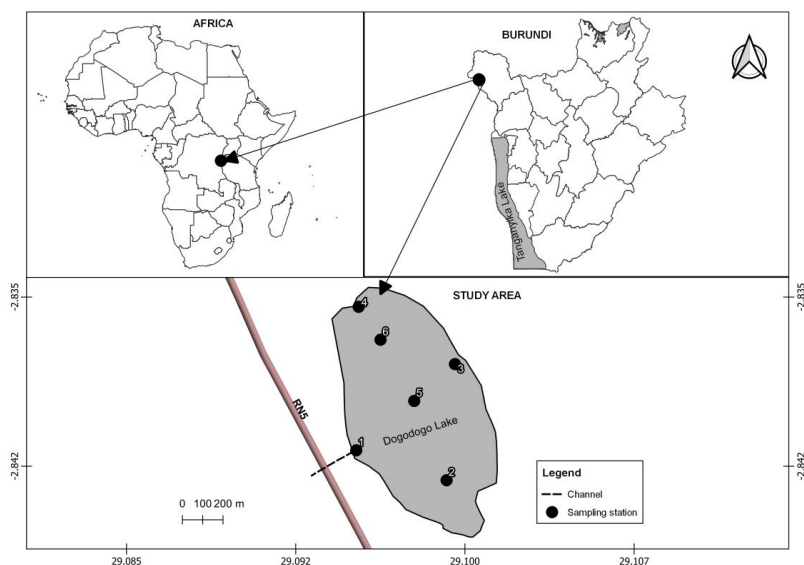 AFRICA
BURUNDI
Tanganyika Lake
STUDY AREA
-2.835
-2.835
4
6
3
5
RN5
Dogodogo Lake
1
-2.842
-2.842
2
Legend
Channel
Sampling station
0 100 200 m
29.085
29.092
29.100
29.107